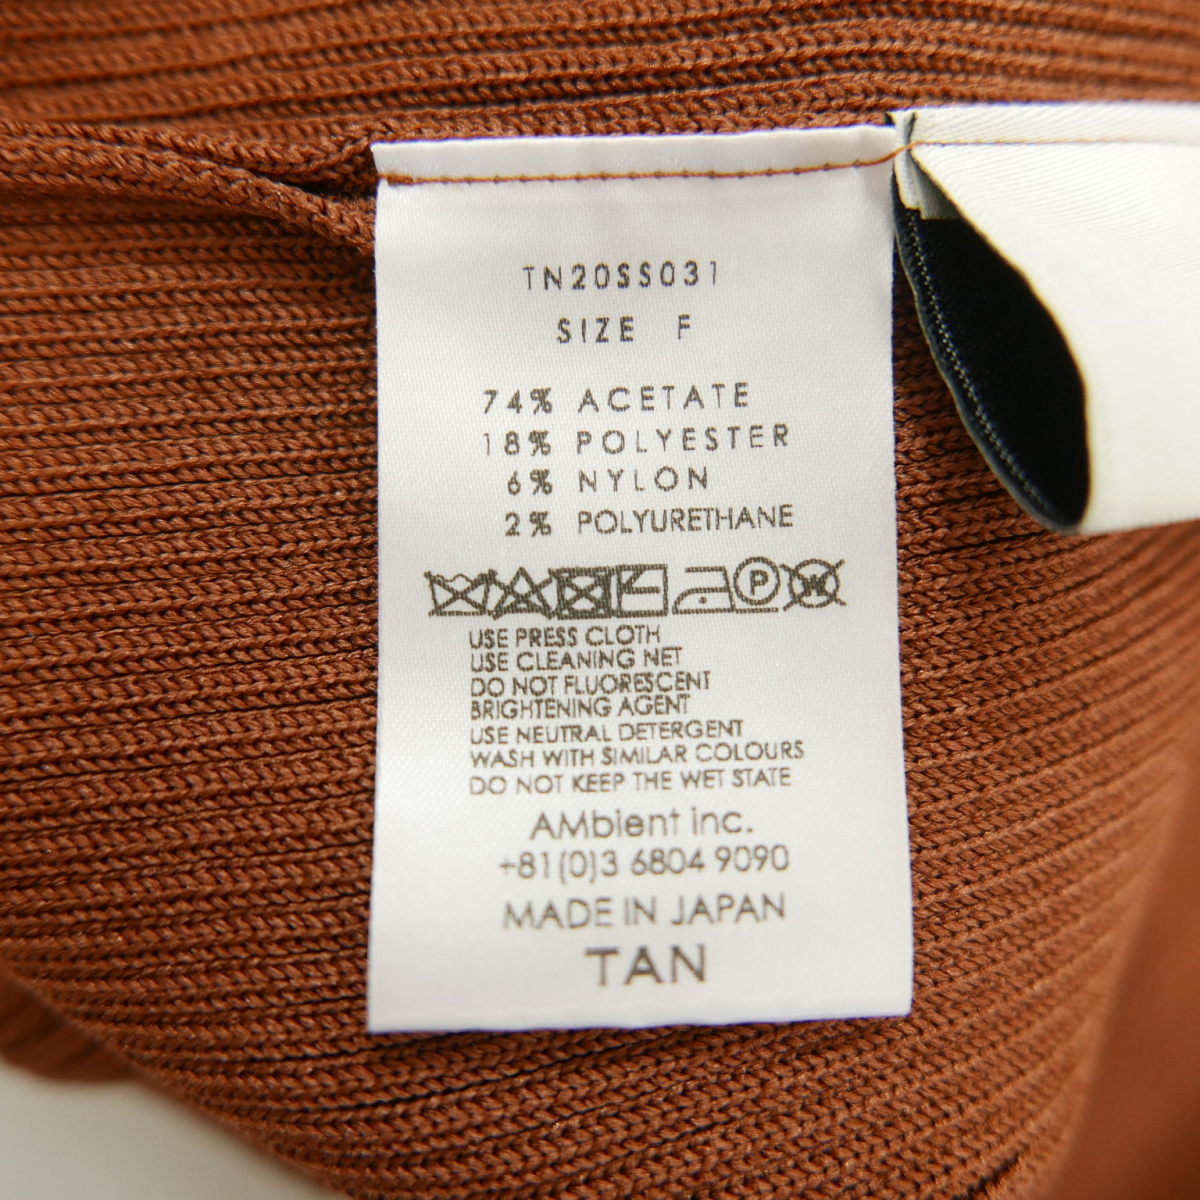 TN20SS031
SIZE F
74% ACETATE
18% POLYESTER
6% NYLON
2% POLYURETHANE
P W
USE PRESS CLOTH
USE CLEANING NET
DO NOT FLUORESCENT
BRIGHTENING AGENT
USE NEUTRAL DETERGENT
WASH WITH SIMILAR COLOURS
DO NOT KEEP THE WET STATE
AMbient inc.
+81(0)3 6804 9090
MADE IN JAPAN
TAN